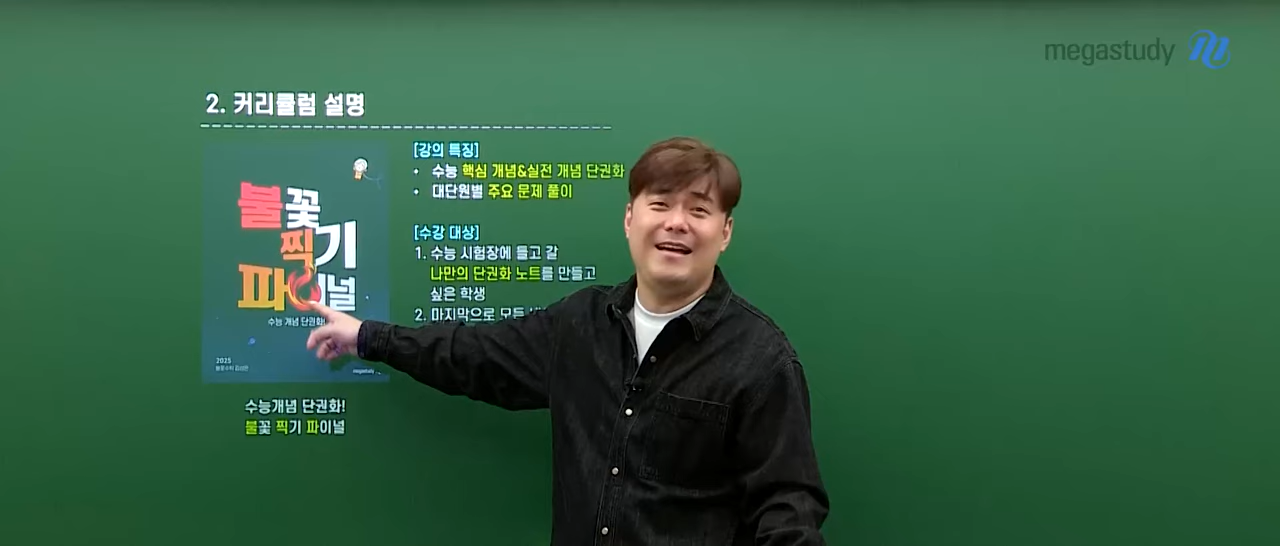 megastudy
2. 커리큘럼 설명
[강의 특징]
• 수능 핵심 개념&실전 개념 단권화
• 대단원별 주요 문제 풀이
[수강 대상]
1. 수능 시험장에 들고 갈
나만의 단권화 노트를 만들고
싶은 학생
2. 마지막으로 모든
불꽃
찍기
파이널
수능 개념 단권화
2025
megastudy
수능개념 단권화!
불꽃 찍기 파이널